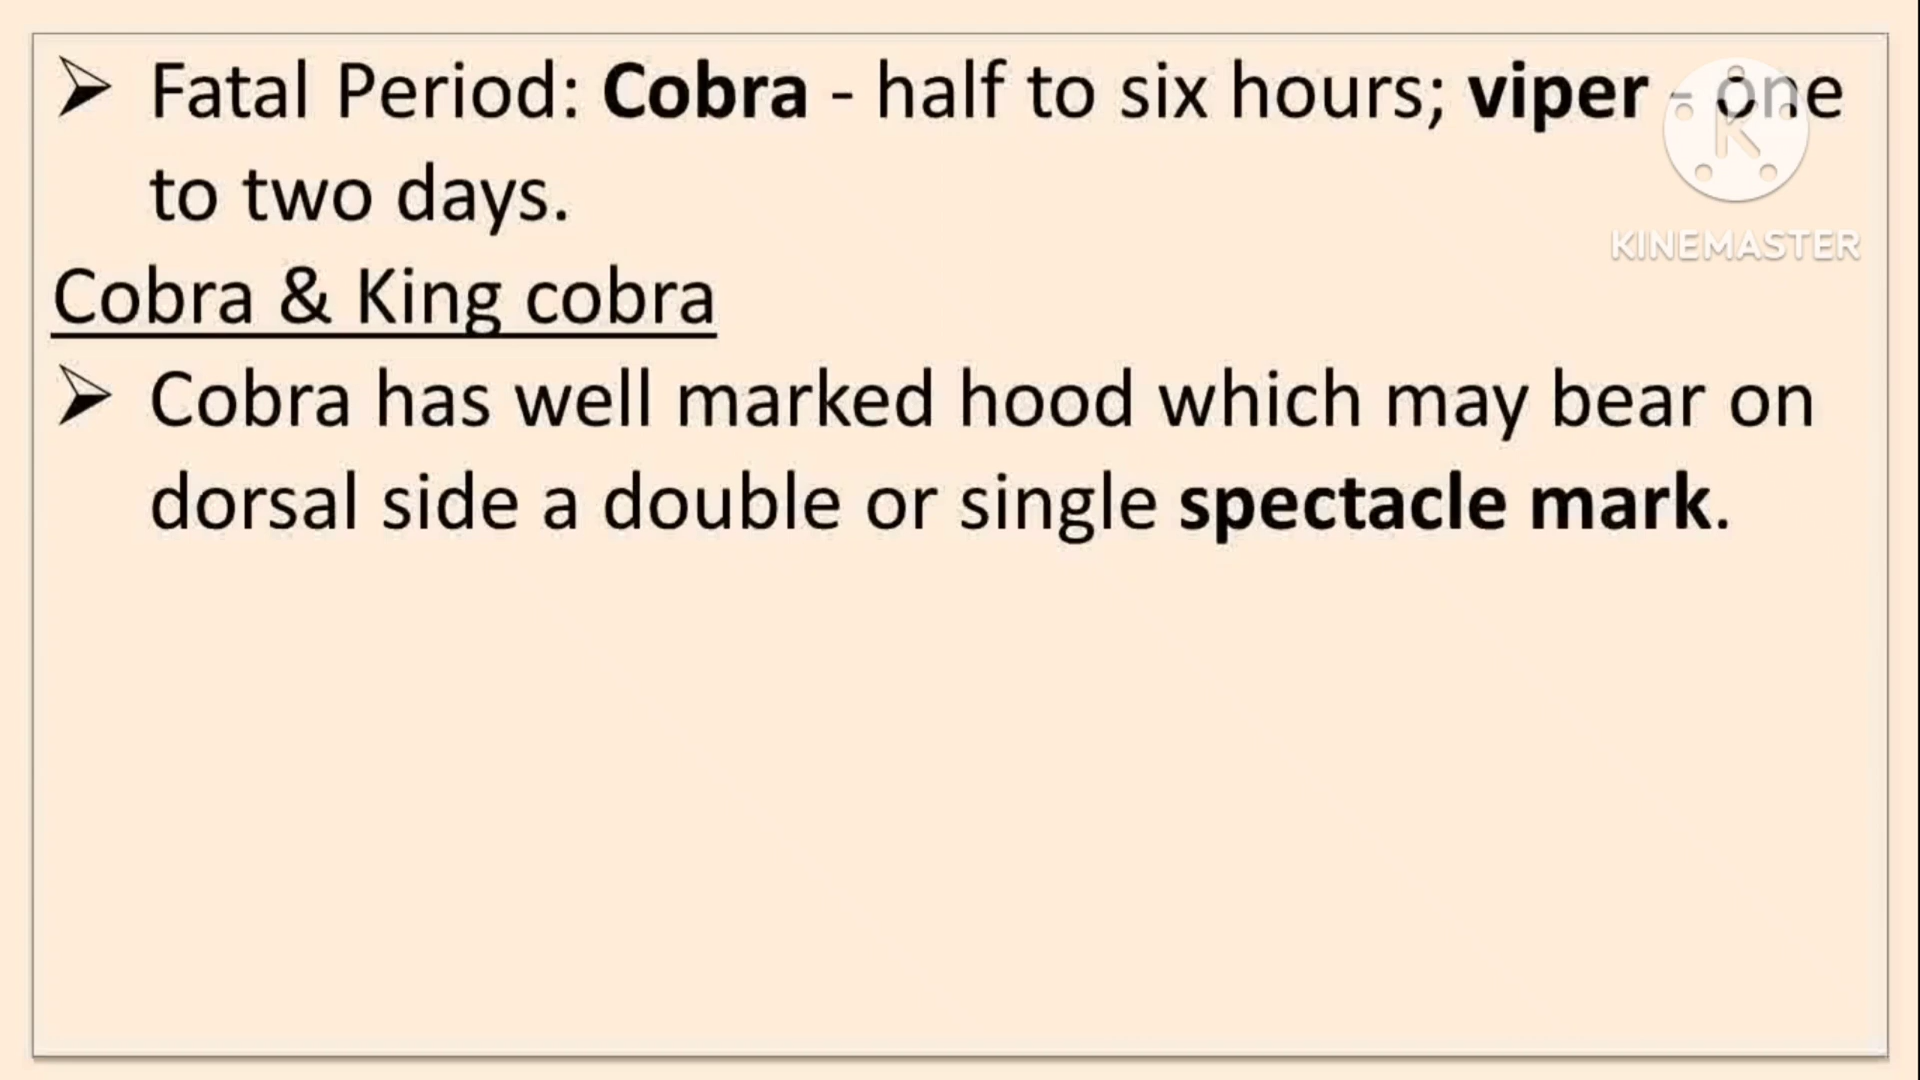 ➢ Fatal Period: Cobra - half to six hours; viper - one
to two days.
KINEMASTER
Cobra & King cobra
➢ Cobra has well marked hood which may bear on
dorsal side a double or single spectacle mark.